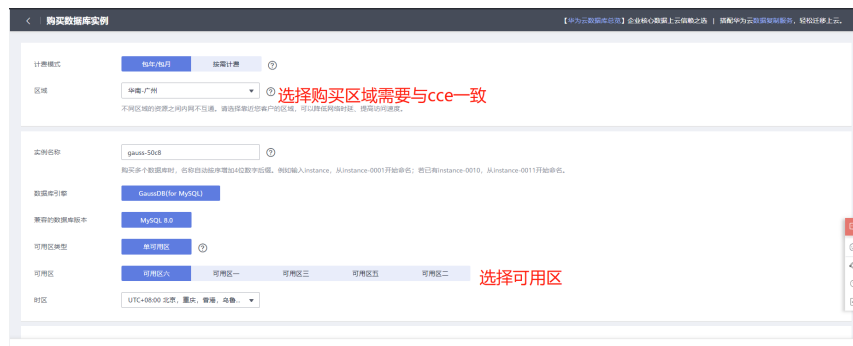 购买数据库实例
【华为云数据库总览】企业核心数据上云信赖之选 | 搭配华为云数据复制服务，轻松迁移上云。
计费模式 包年/包月 按需计费
区域 华南-广州 选择购买区域需要与cce一致
不同区域的资源之间内网不互通。请选择靠近您客户的区域，可以降低网络时延、提高访问速度。
实例名称 gauss-50c8
购买多个数据库时，名称自动按序增加4位数字后缀。例如输入instance，从instance-0001开始命名；若已有instance-0010，从instance-0011开始命名。
数据库引擎 GaussDB(for MySQL)
兼容的数据库版本 MySQL 8.0
可用区类型 单可用区
可用区 可用区六 可用区一 可用区三 可用区五 可用区二 选择可用区
时区 UTC+08:00 北京，重庆，香港，乌鲁...